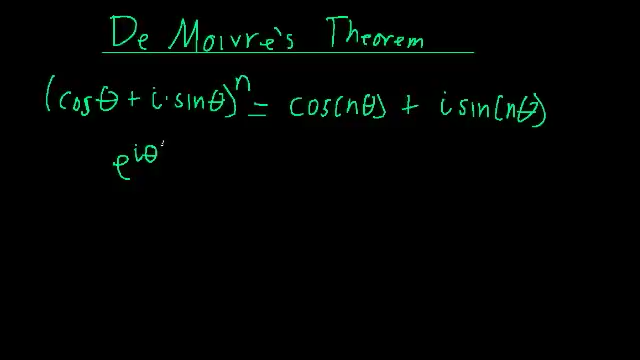 De Moivre's Theorem
(cosθ + i·sinθ)^n = cos(nθ) + i sin(nθ)
e^iθ